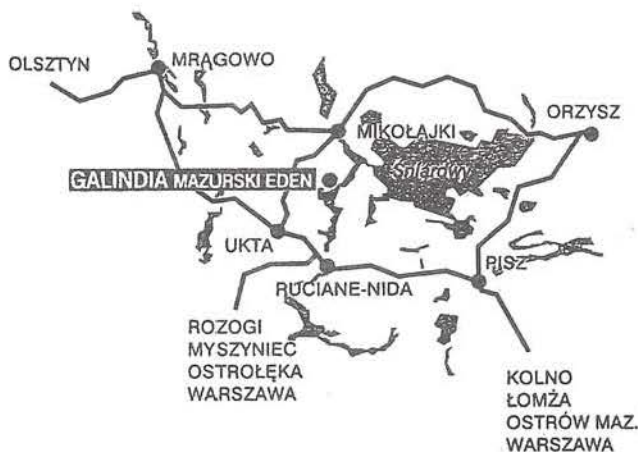 OLSZTYN
MRĄGOWO
ORZYSZ
MIKOŁAJKI
Śniardwy
GALINDIA MAZURSKI EDEN
UKTA
RUCIANE-NIDA
PISZ
ROZOGI
MYSZYNIEC
OSTROŁĘKA
WARSZAWA
KOLNO
ŁOMŻA
OSTRÓW MAZ.
WARSZAWA